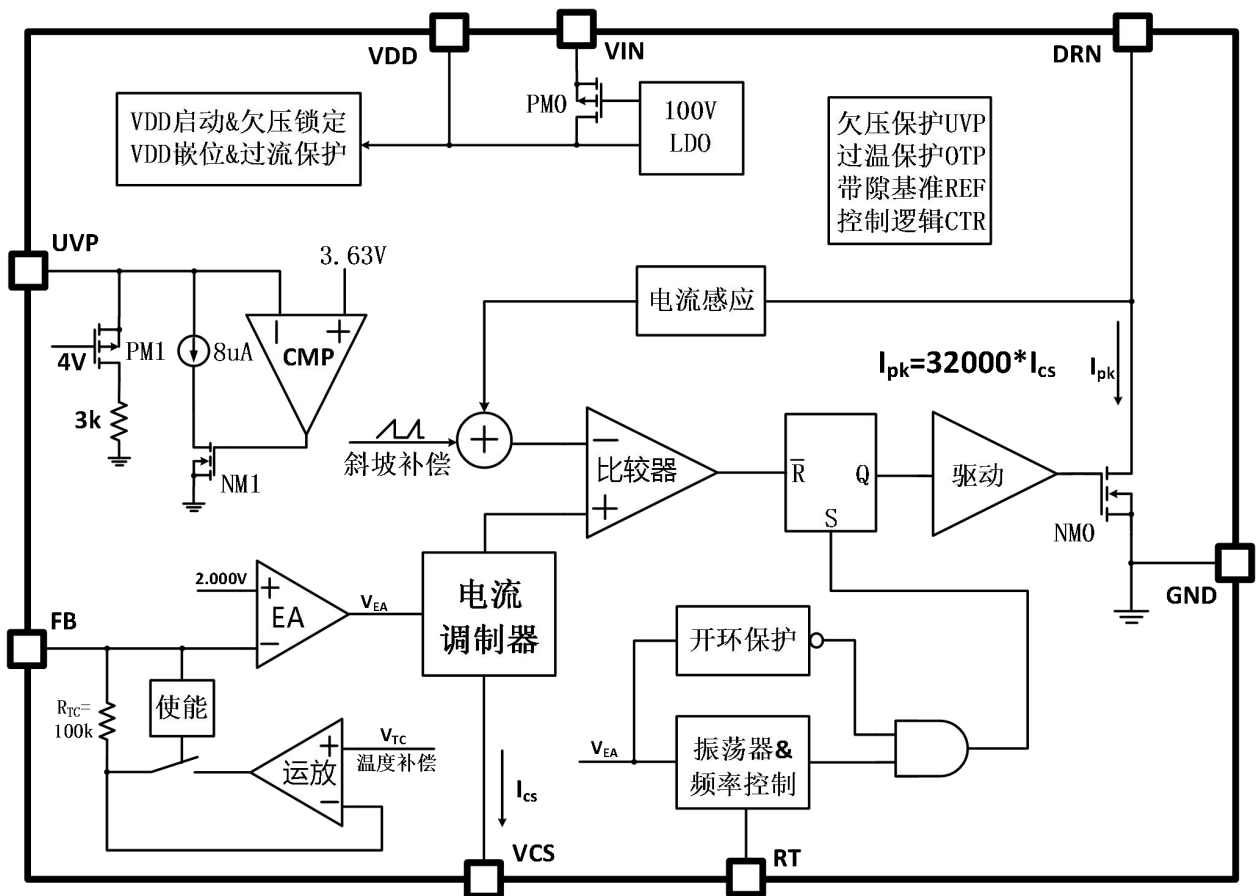 VDD
VIN
DRN
PM0
VDD启动&欠压锁定
VDD嵌位&过流保护
100V
LDO
欠压保护UVP
过温保护OTP
带隙基准REF
控制逻辑CTR
UVP
3.63V
电流感应
4V
PM1
8uA
CMP
Ipk=32000*Ics
Ipk
3k
NM1
斜坡补偿
比较器
R̅
Q
S
驱动
NM0
GND
2.000V
EA
VEA
电流
调制器
FB
RTC=
100k
使能
运放
VTC
温度补偿
Ics
开环保护
VEA
振荡器&
频率控制
VCS
RT